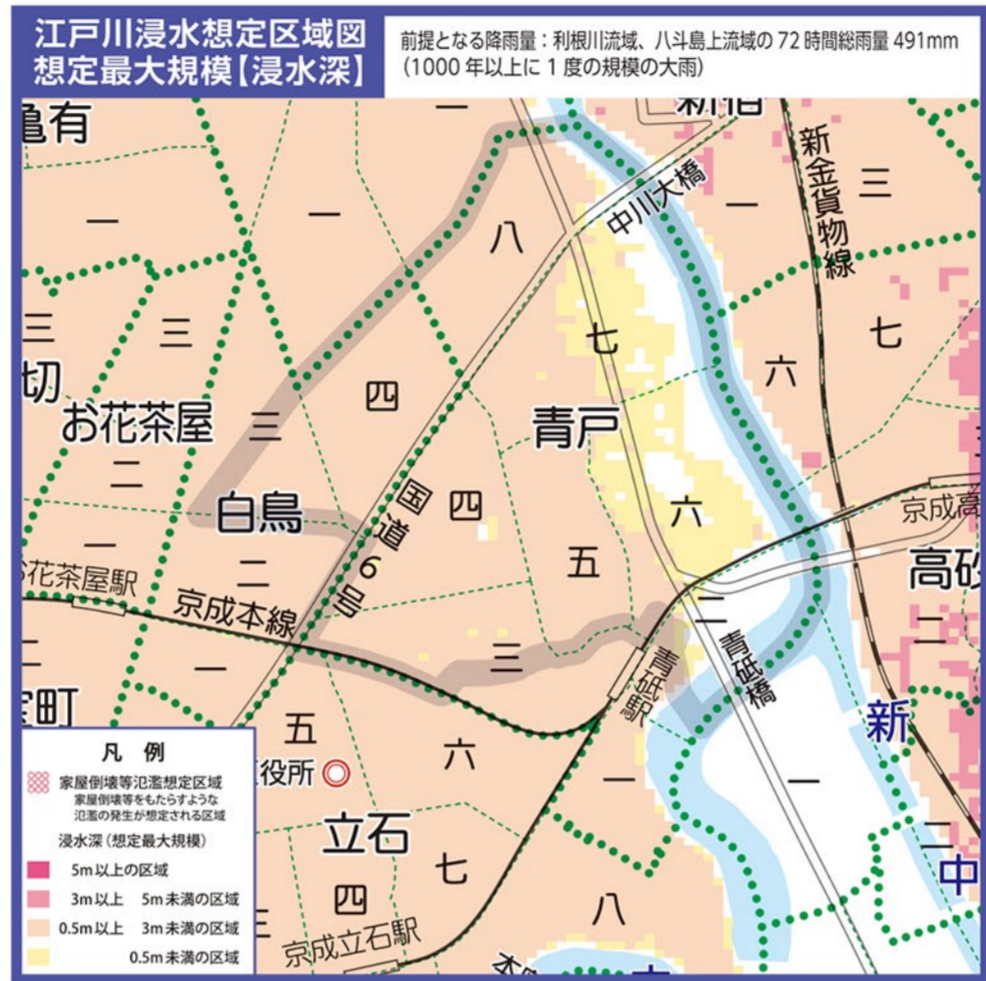 江戸川浸水想定区域図
想定最大規模【浸水深】
前提となる降雨量：利根川流域、八斗島上流域の72時間総雨量491mm
（1000年以上に1度の規模の大雨）
亀有
一
新宿
新金貨物線
三
一
一
八
中川大橋
一
三
三
七
七
六
切
お花茶屋
四
青戸
三
二
国道6号
四
六
白鳥
京成高
一
五
高砂
お花茶屋駅
二
京成本線
二
青砥橋
二
二
三
青砥駅
一
新
町
五
六
役所
一
一
立石
二
中
七
四
八
三
京成立石駅
凡 例
家屋倒壊等氾濫想定区域
家屋倒壊等をもたらすような
氾濫の発生が想定される区域
浸水深（想定最大規模）
5m以上の区域
3m以上 5m未満の区域
0.5m以上 3m未満の区域
0.5m未満の区域